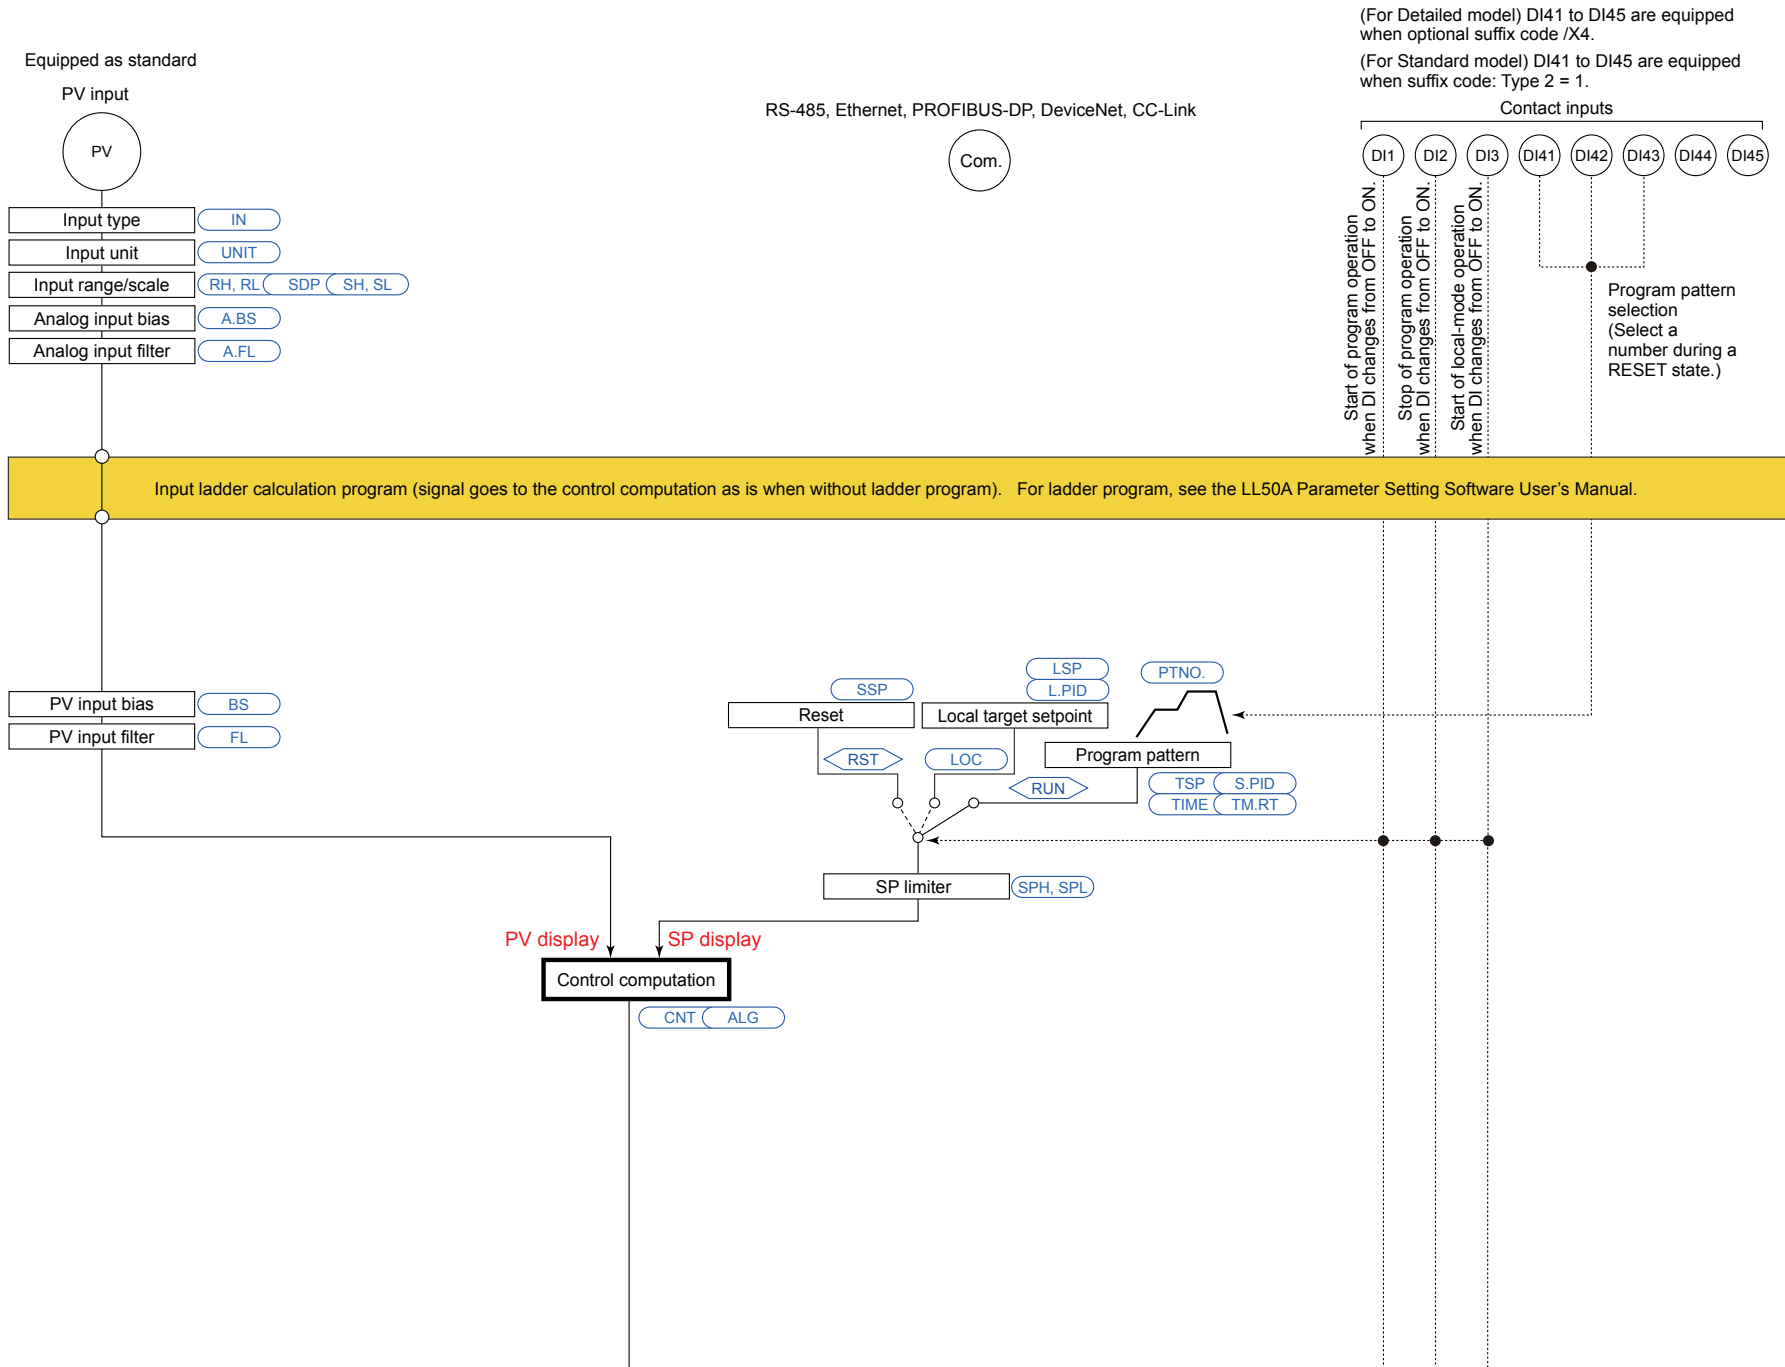 (For Detailed model) DI41 to DI45 are equipped
when optional suffix code /X4.
(For Standard model) DI41 to DI45 are equipped
when suffix code: Type 2 = 1.
Equipped as standard
PV input
RS-485, Ethernet, PROFIBUS-DP, DeviceNet, CC-Link
Contact inputs
PV
Com.
DI1 DI2 DI3 DI41 DI42 DI43 DI44 DI45
Input type IN
Input unit UNIT
Input range/scale RH, RL SDP SH, SL
Analog input bias A.BS
Analog input filter A.FL
Start of program operation
when DI changes from OFF to ON.
Stop of program operation
when DI changes from OFF to ON.
Start of local-mode operation
when DI changes from OFF to ON.
Program pattern
selection
(Select a
number during a
RESET state.)
Input ladder calculation program (signal goes to the control computation as is when without ladder program). For ladder program, see the LL50A Parameter Setting Software User's Manual.
PV input bias BS
PV input filter FL
SSP
Reset
RST
LSP
L.PID
Local target setpoint
LOC
PTNO.
Program pattern
RUN
TSP S.PID
TIME TM.RT
SP limiter SPH, SPL
PV display
SP display
Control computation
CNT ALG